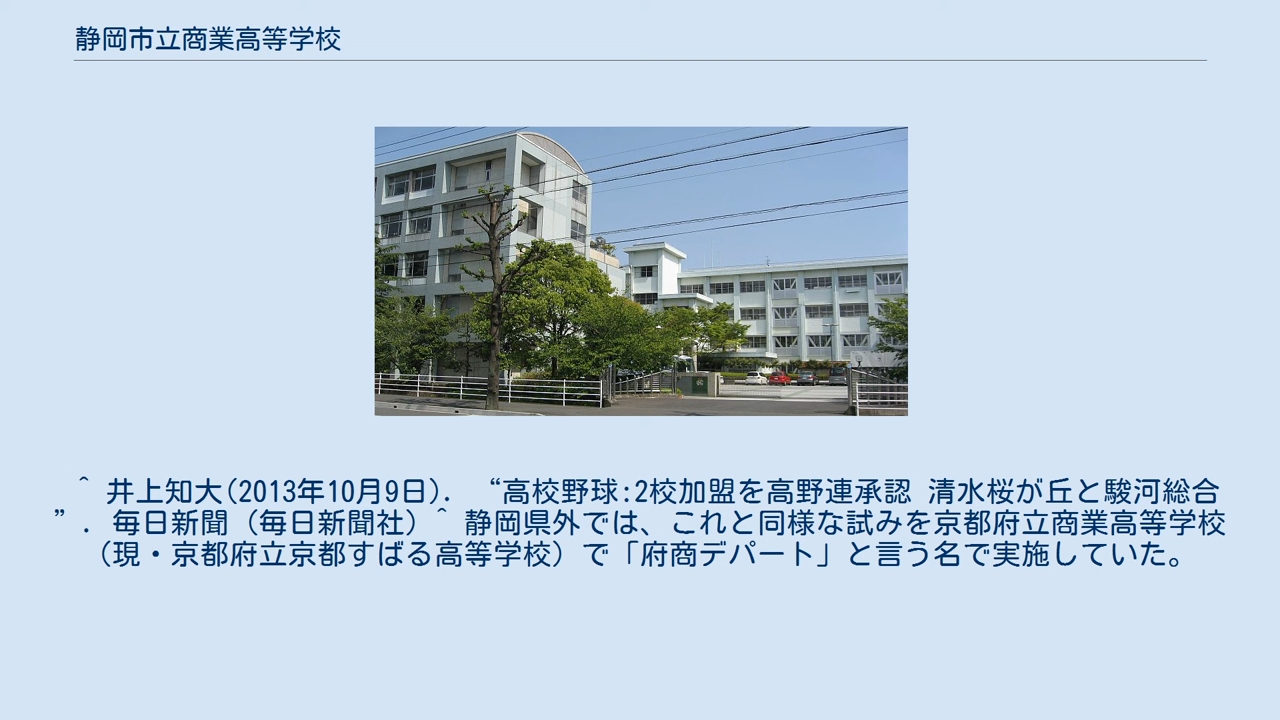 静岡市立商業高等学校
^ 井上知大(2013年10月9日). “高校野球:2校加盟を高野連承認 清水桜が丘と駿河総合
”. 毎日新聞 (毎日新聞社) ^ 静岡県外では、これと同様な試みを京都府立商業高等学校
(現・京都府立京都すばる高等学校) で「府商デパート」と言う名で実施していた。